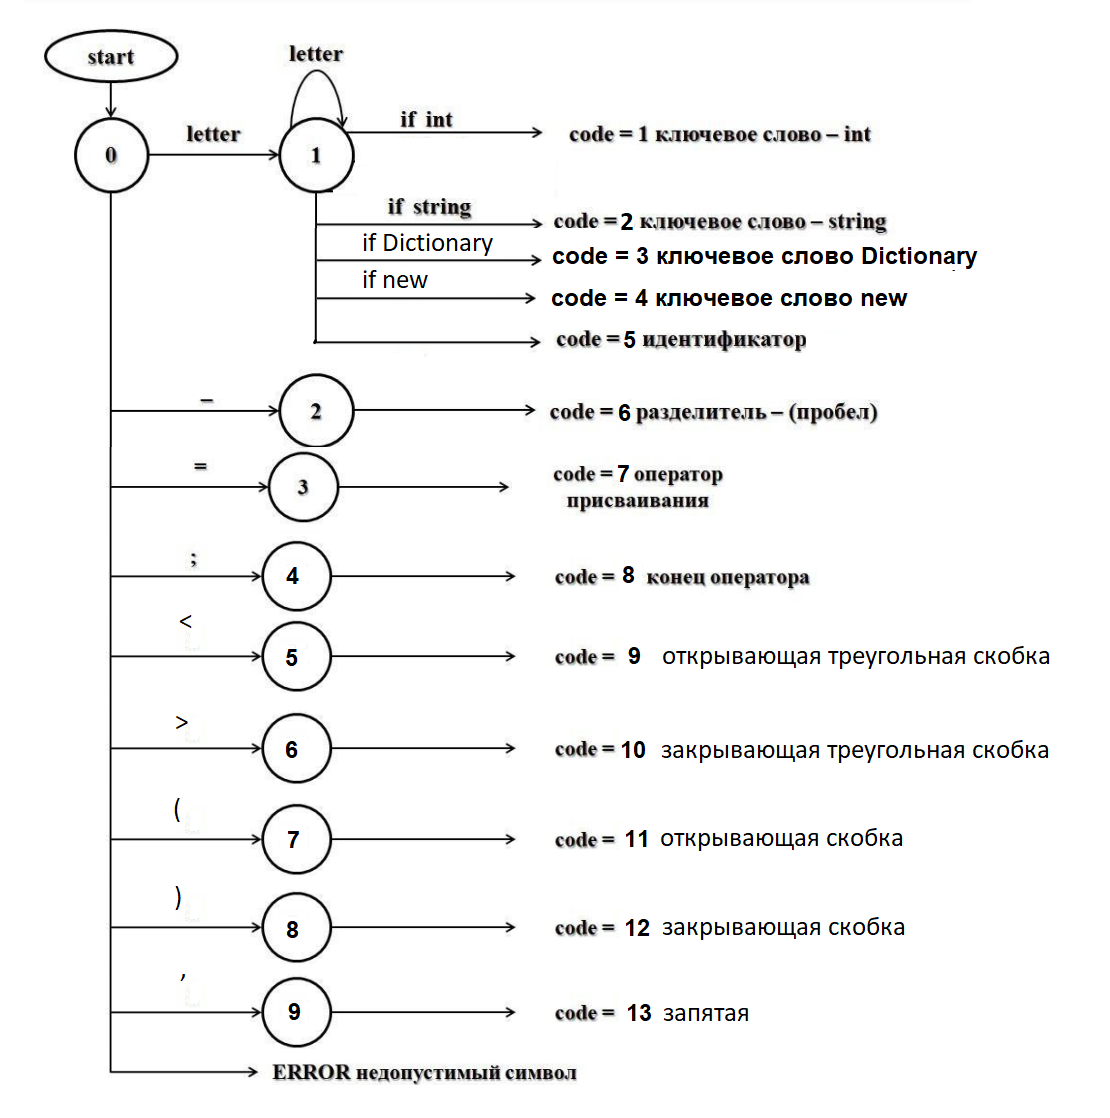 start
letter
0
letter
1
if int
code = 1 ключевое слово – int
if string
code = 2 ключевое слово – string
if Dictionary
code = 3 ключевое слово Dictionary
if new
code = 4 ключевое слово new
code = 5 идентификатор
–
2
code = 6 разделитель – (пробел)
=
3
code = 7 оператор
присваивания
;
4
code = 8 конец оператора
<
5
code = 9 открывающая треугольная скобка
>
6
code = 10 закрывающая треугольная скобка
(
7
code = 11 открывающая скобка
)
8
code = 12 закрывающая скобка
,
9
code = 13 запятая
ERROR недопустимый символ